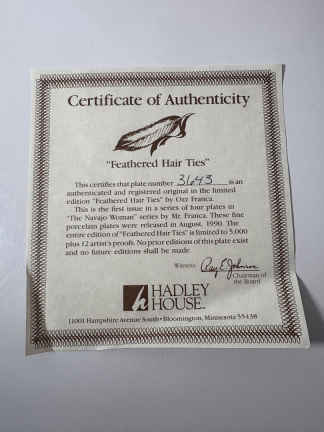 Certificate of Authenticity
"Feathered Hair Ties"
This certifies that plate number 3643 is an
authenticated and registered original in the limited
edition "Feathered Hair Ties" by Ozz Franca.
This is the first issue in a series of four plates in
"The Navajo Woman" series by Mr. Franca. These fine
porcelain plates were released in August, 1990. The
entire edition of "Feathered Hair Ties" is limited to 5,000
plus 12 artist's proofs. No prior editions of this plate exist
and no future editions shall be made.
Witness Ray E. Johnson
Chairman of
the Board
h HADLEY
HOUSE
11001 Hampshire Avenue South • Bloomington, Minnesota 55438